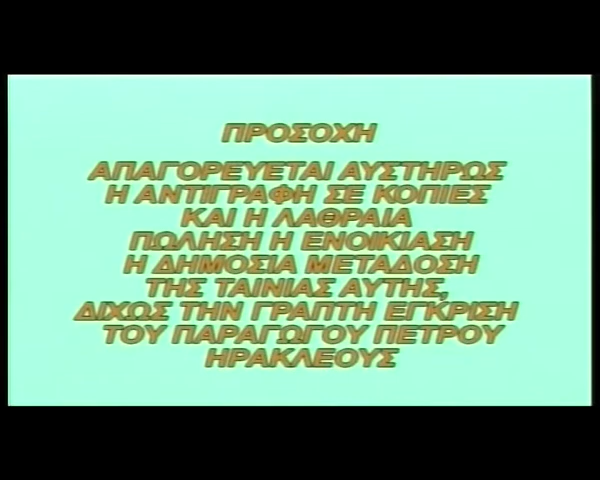 ΠΡΟΣΟΧΗ
ΑΠΑΓΟΡΕΥΕΤΑΙ ΑΥΣΤΗΡΩΣ
Η ΑΝΤΙΓΡΑΦΗ ΣΕ ΚΟΠΙΕΣ
ΚΑΙ Η ΛΑΘΡΑΙΑ
ΠΩΛΗΣΗ Η ΕΝΟΙΚΙΑΣΗ
Η ΔΗΜΟΣΙΑ ΜΕΤΑΔΟΣΗ
ΤΗΣ ΤΑΙΝΙΑΣ ΑΥΤΗΣ,
ΔΙΧΩΣ ΤΗΝ ΓΡΑΠΤΗ ΕΓΚΡΙΣΗ
ΤΟΥ ΠΑΡΑΓΩΓΟΥ ΠΕΤΡΟΥ
ΗΡΑΚΛΕΟΥΣ